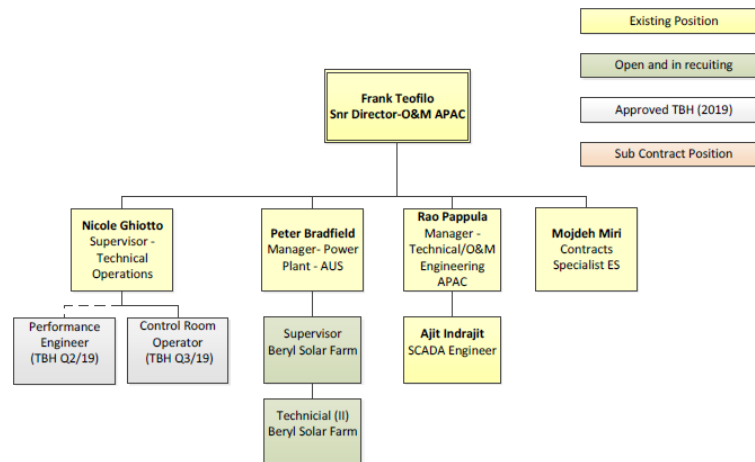 Existing Position
Open and in recuiting
Approved TBH (2019)
Sub Contract Position
Frank Teofilo
Snr Director-O&M APAC
Nicole Ghiotto
Supervisor -
Technical
Operations
Peter Bradfield
Manager- Power
Plant - AUS
Rao Pappula
Manager -
Technical/O&M
Engineering
APAC
Mojdeh Miri
Contracts
Specialist ES
Performance
Engineer
(TBH Q2/19)
Control Room
Operator
(TBH Q3/19)
Supervisor
Beryl Solar Farm
Ajit Indrajit
SCADA Engineer
Technicial (II)
Beryl Solar Farm